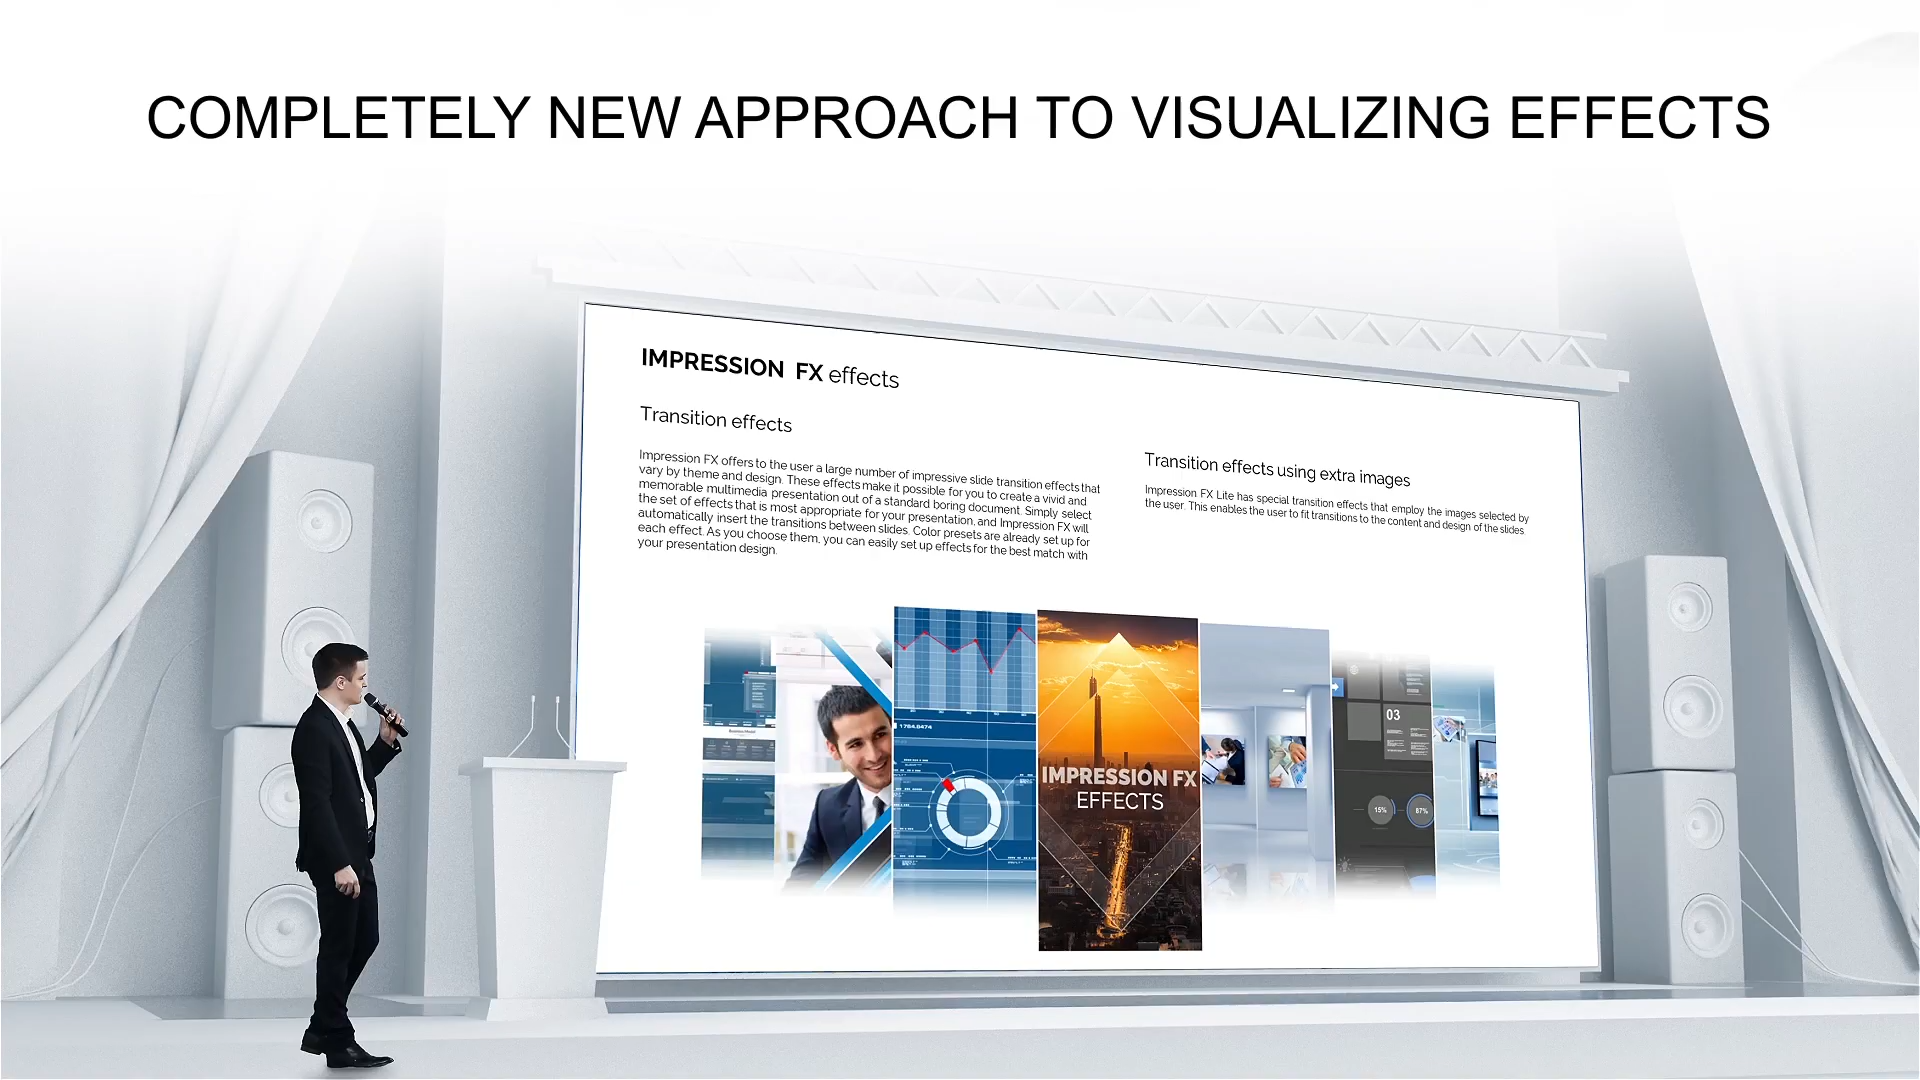 COMPLETELY NEW APPROACH TO VISUALIZING EFFECTS
IMPRESSION FX effects
Transition effects
Impression FX offers to the user a large number of impressive slide transition effects that
vary by theme and design. These effects make it possible for you to create a vivid and
memorable multimedia presentation out of a standard boring document. Simply select
the set of effects that is most appropriate for your presentation, and Impression FX will
automatically insert the transitions between slides. Color presets are already set up for
each effect. As you choose them, you can easily set up effects for the best match with
your presentation design.
Transition effects using extra images
Impression FX Lite has special transition effects that employ the images selected by
the user. This enables the user to fit transitions to the content and design of the slides.
1784.8474
IMPRESSION FX
EFFECTS
03
15%
87%